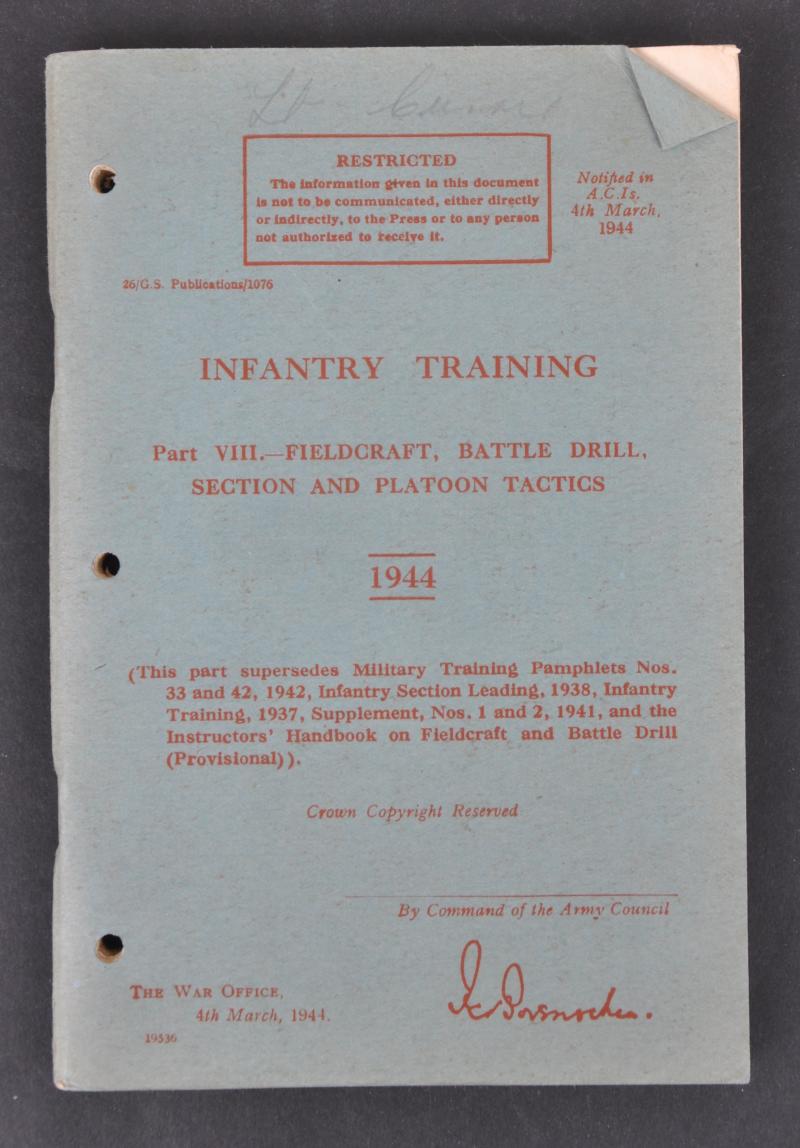 Lt
RESTRICTED
The information given in this document
is not to be communicated, either directly
or indirectly, to the Press or to any person
not authorized to receive it.
Notified in
A.C.Is.
4th March,
1944
26/G.S. Publications/1076
INFANTRY TRAINING
Part VIII.—FIELDCRAFT, BATTLE DRILL,
SECTION AND PLATOON TACTICS
1944
(This part supersedes Military Training Pamphlets Nos.
33 and 42, 1942, Infantry Section Leading, 1938, Infantry
Training, 1937, Supplement, Nos. 1 and 2, 1941, and the
Instructors' Handbook on Fieldcraft and Battle Drill
(Provisional)).
Crown Copyright Reserved
By Command of the Army Council
THE WAR OFFICE,
4th March, 1944.
19536